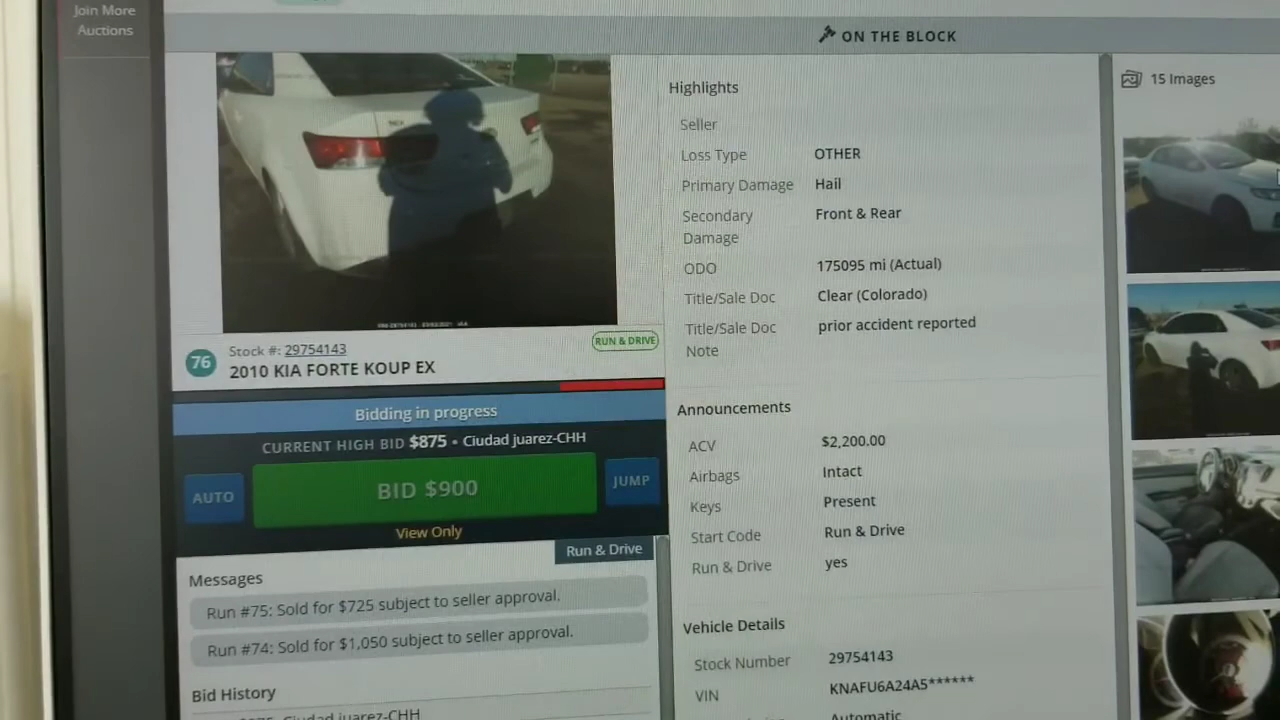 Join More
Auctions
ON THE BLOCK
76
Stock #: 29754143
RUN & DRIVE
2010 KIA FORTE KOUP EX
Bidding in progress
CURRENT HIGH BID $875 • Ciudad juarez-CHH
AUTO
BID $900
JUMP
View Only
Run & Drive
Messages
Run #75: Sold for $725 subject to seller approval.
Run #74: Sold for $1,050 subject to seller approval.
Bid History
Ciudad juarez-CHH
Highlights
Seller
Loss Type OTHER
Primary Damage Hail
Secondary Damage Front & Rear
ODO 175095 mi (Actual)
Title/Sale Doc Clear (Colorado)
Title/Sale Doc Note prior accident reported
Announcements
ACV $2,200.00
Airbags Intact
Keys Present
Start Code Run & Drive
Run & Drive yes
Vehicle Details
Stock Number 29754143
VIN KNAFU6A24A5******
Automatic
15 Images